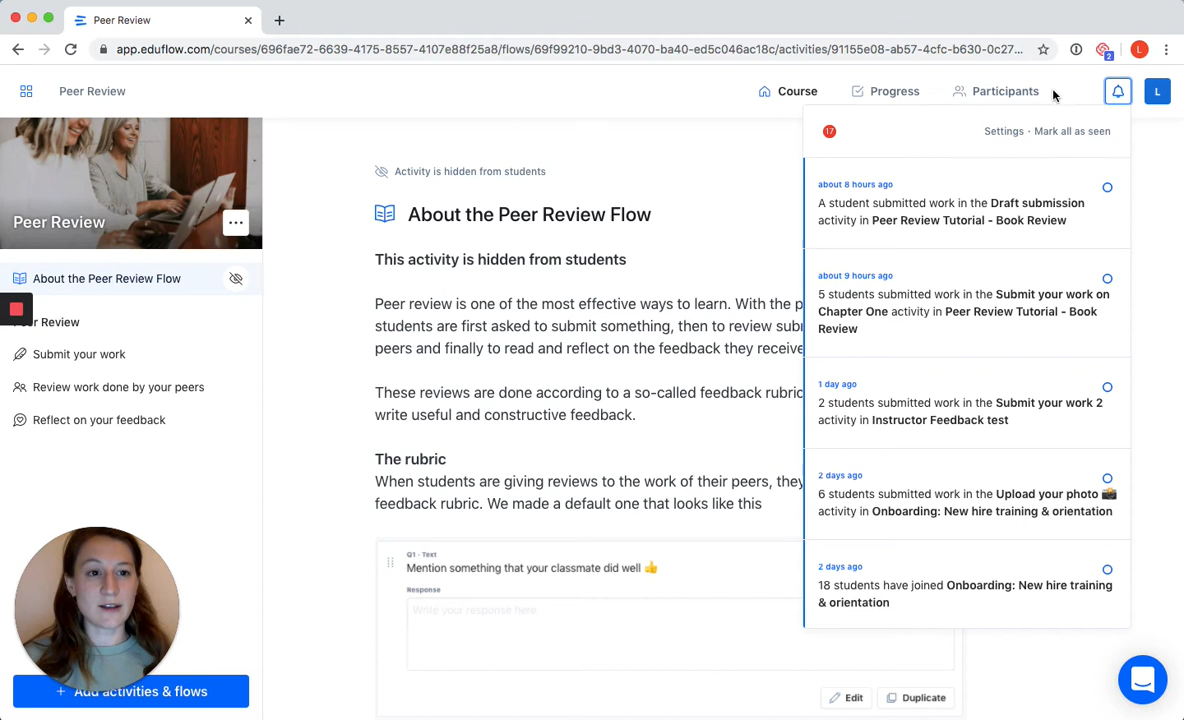 Peer Review
app.eduflow.com/courses/696fae72-6639-4175-8557-4107e88f25a8/flows/69f99210-9bd3-4070-ba40-ed5c046ac18c/activities/91155e08-ab57-4cfc-b630-0c27...
2
L
Peer Review
Course
Progress
Participants
L
17
Settings · Mark all as seen
about 8 hours ago
A student submitted work in the Draft submission
activity in Peer Review Tutorial - Book Review
about 9 hours ago
5 students submitted work in the Submit your work on
Chapter One activity in Peer Review Tutorial - Book
Review
1 day ago
2 students submitted work in the Submit your work 2
activity in Instructor Feedback test
2 days ago
6 students submitted work in the Upload your photo 📸
activity in Onboarding: New hire training & orientation
2 days ago
18 students have joined Onboarding: New hire training
& orientation
Peer Review
About the Peer Review Flow
Review
Submit your work
Review work done by your peers
Reflect on your feedback
+ Add activities & flows
Activity is hidden from students
About the Peer Review Flow
This activity is hidden from students
Peer review is one of the most effective ways to learn. With the
students are first asked to submit something, then to review
peers and finally to read and reflect on the feedback they receive
These reviews are done according to a so-called feedback rubric
write useful and constructive feedback.
The rubric
When students are giving reviews to the work of their peers, they
feedback rubric. We made a default one that looks like this
Q1 - Text
Mention something that your classmate did well 👍
Response
Write your response here
Edit
Duplicate